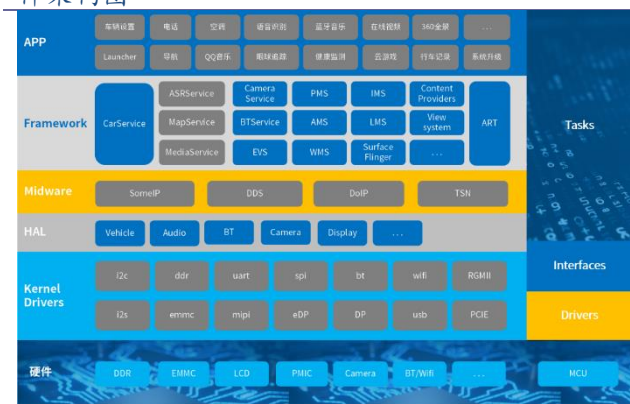 车辆设置 电话 空调 语音识别 蓝牙音乐 在线视频 360全景 ...
APP
Launcher 导航 QQ音乐 眼球追踪 健康监测 云游戏 行车记录 系统升级
ASRService Camera Service PMS IMS Content Providers
Framework CarService MapService BTService AMS LMS View system ART Tasks
MediaService EVS WMS Surface Flinger ...
Midware SomeIP DDS DoIP TSN
HAL Vehicle Audio BT Camera Display ...
Interfaces
i2c ddr uart spi bt wifi RGMII
Kernel Drivers
i2s emmc mipi eDP DP usb PCIE Drivers
硬件 DDR EMMC LCD PMIC Camera BT/Wifi ... MCU